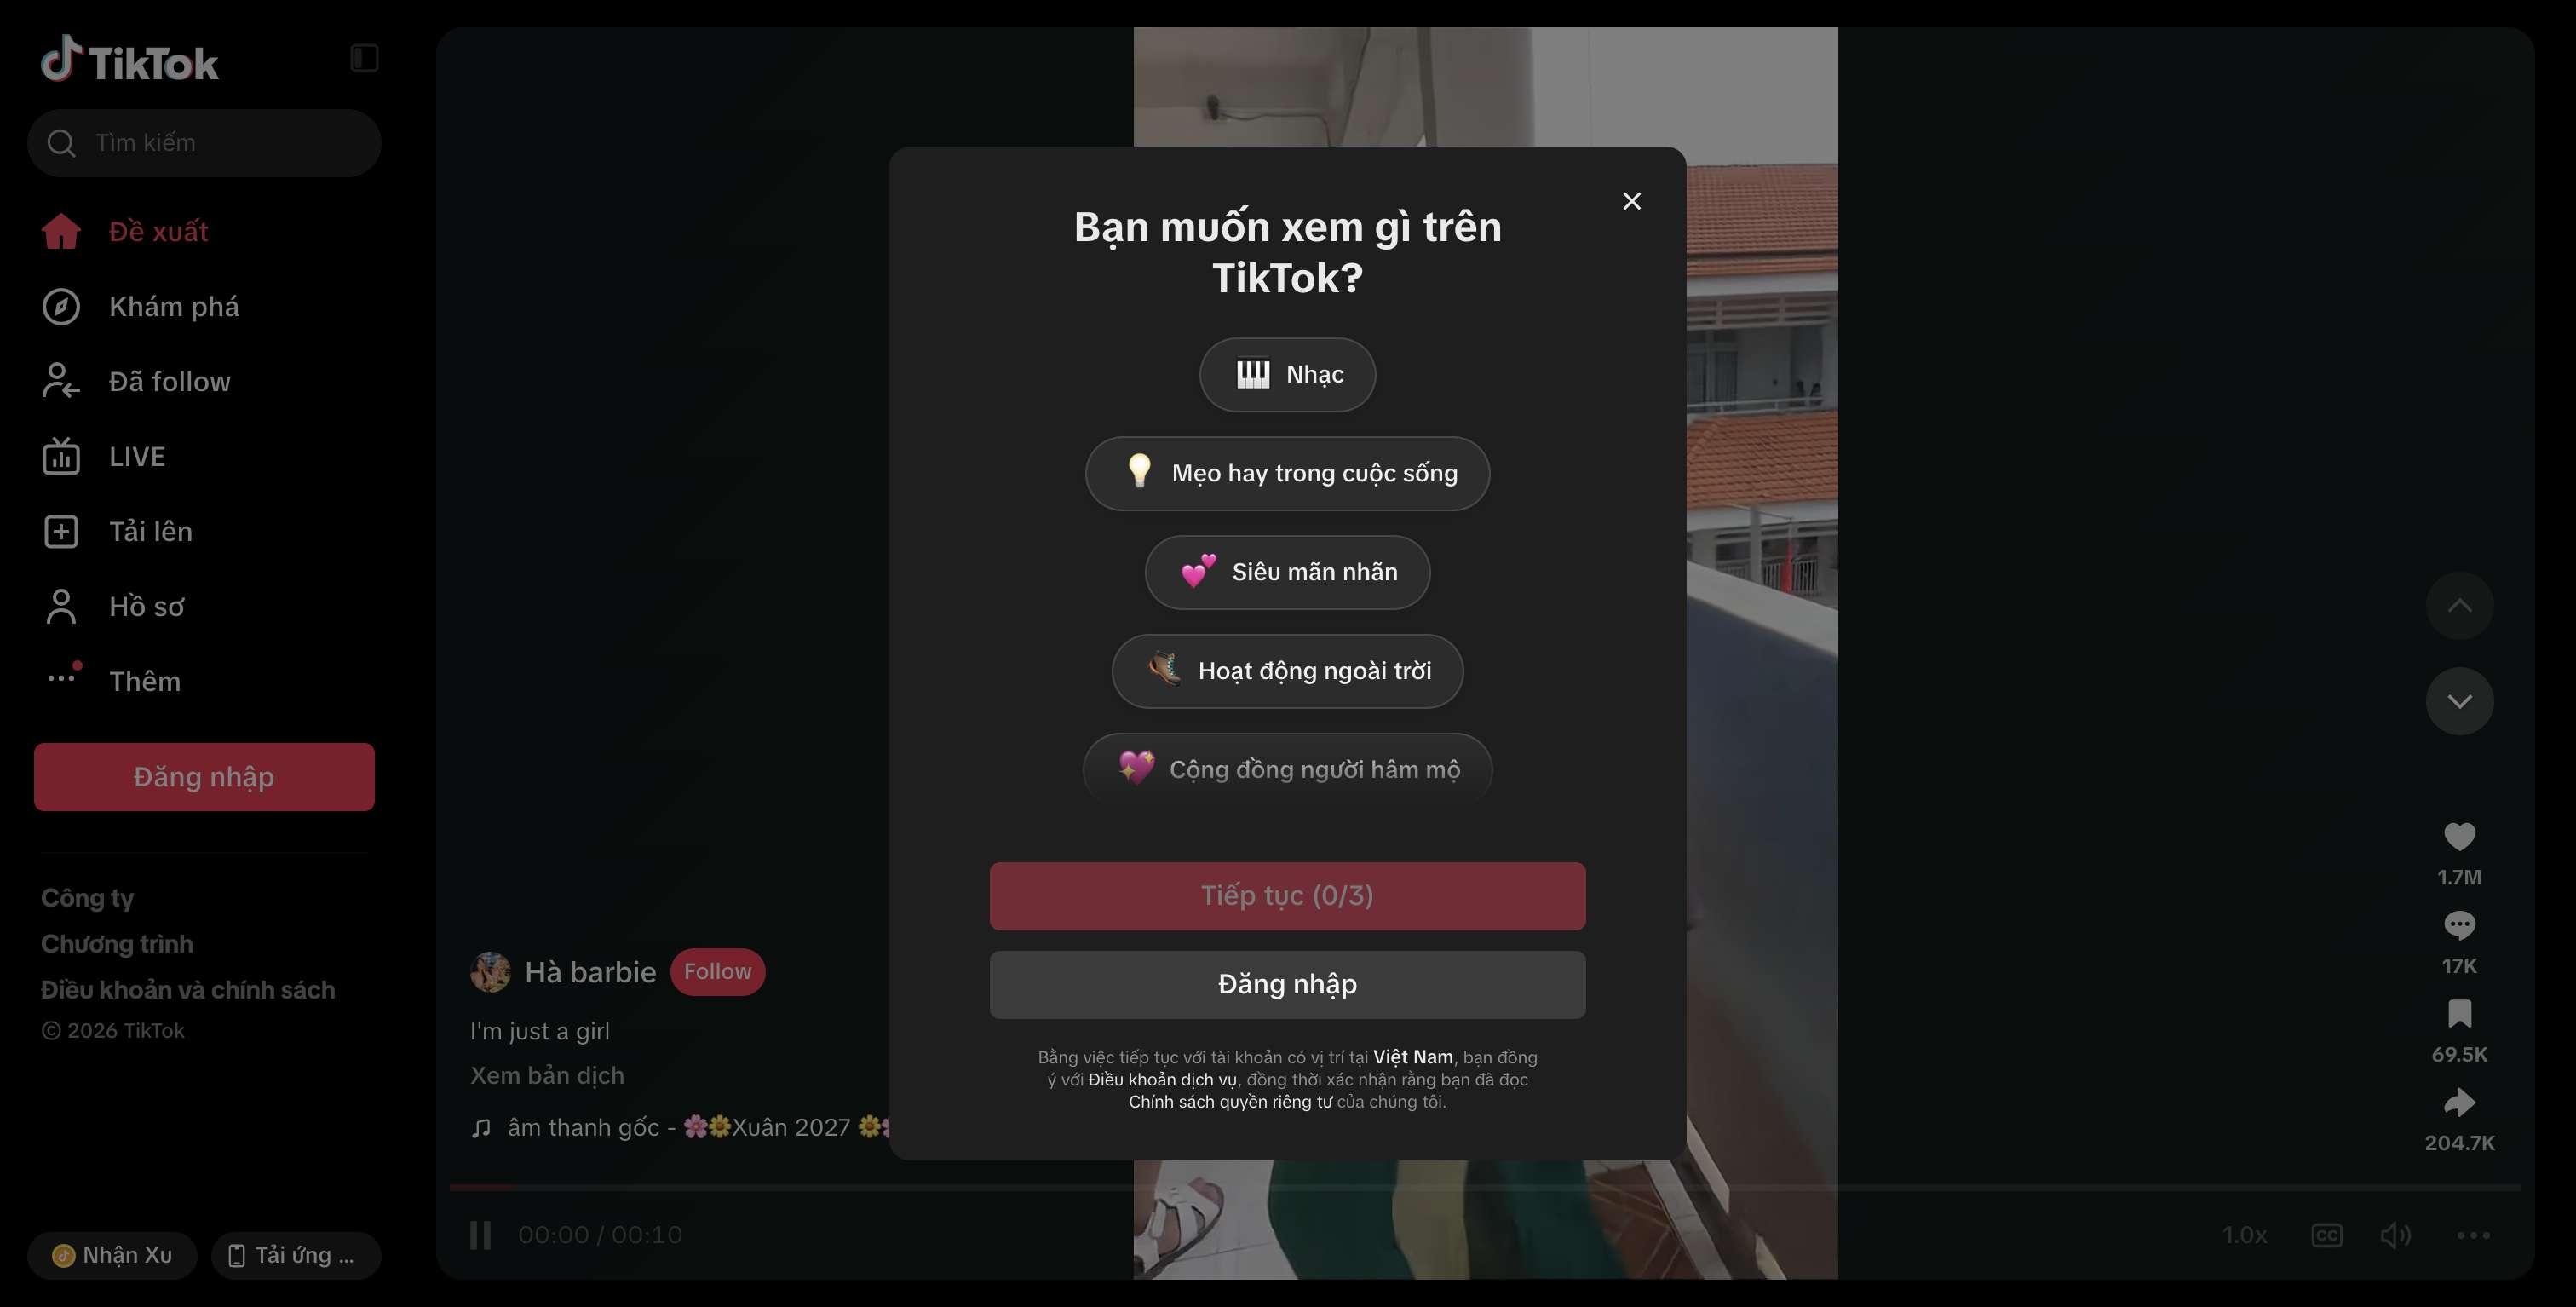 TikTok
Tìm kiếm
Đề xuất
Khám phá
Đã follow
LIVE
Tải lên
Hồ sơ
Thêm
Đăng nhập
Công ty
Chương trình
Điều khoản và chính sách
© 2026 TikTok
Nhận Xu
Tải ứng ...
Bạn muốn xem gì trên
TikTok?
Nhạc
Mẹo hay trong cuộc sống
Siêu mãn nhãn
Hoạt động ngoài trời
Cộng đồng người hâm mộ
Tiếp tục (0/3)
Đăng nhập
Bằng việc tiếp tục với tài khoản có vị trí tại Việt Nam, bạn đồng
ý với Điều khoản dịch vụ, đồng thời xác nhận rằng bạn đã đọc
Chính sách quyền riêng tư của chúng tôi.
Hà barbie Follow
I'm just a girl
Xem bản dịch
âm thanh gốc - 🌸🌼Xuân 2027 🌼
00:00 / 00:10
1.7M
17K
69.5K
204.7K
1.0x
CC